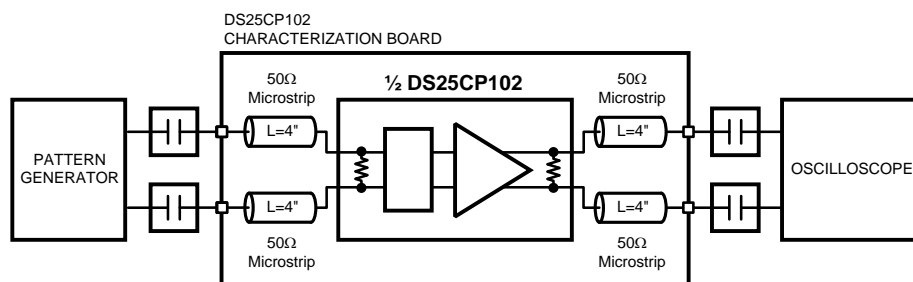 DS25CP102
CHARACTERIZATION BOARD
50Ω
Microstrip
½ DS25CP102
50Ω
Microstrip
L=4"
L=4"
PATTERN
GENERATOR
OSCILLOSCOPE
L=4"
L=4"
50Ω
Microstrip
50Ω
Microstrip